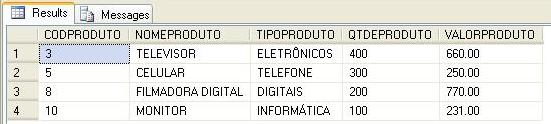 Results Messages
CODPRODUTO NOMEPRODUTO TIPOPRODUTO QTDEPRODUTO VALORPRODUTO
1 3 TELEVISOR ELETRÔNICOS 400 660.00
2 5 CELULAR TELEFONE 300 250.00
3 8 FILMADORA DIGITAL DIGITAIS 200 770.00
4 10 MONITOR INFORMÁTICA 100 231.00